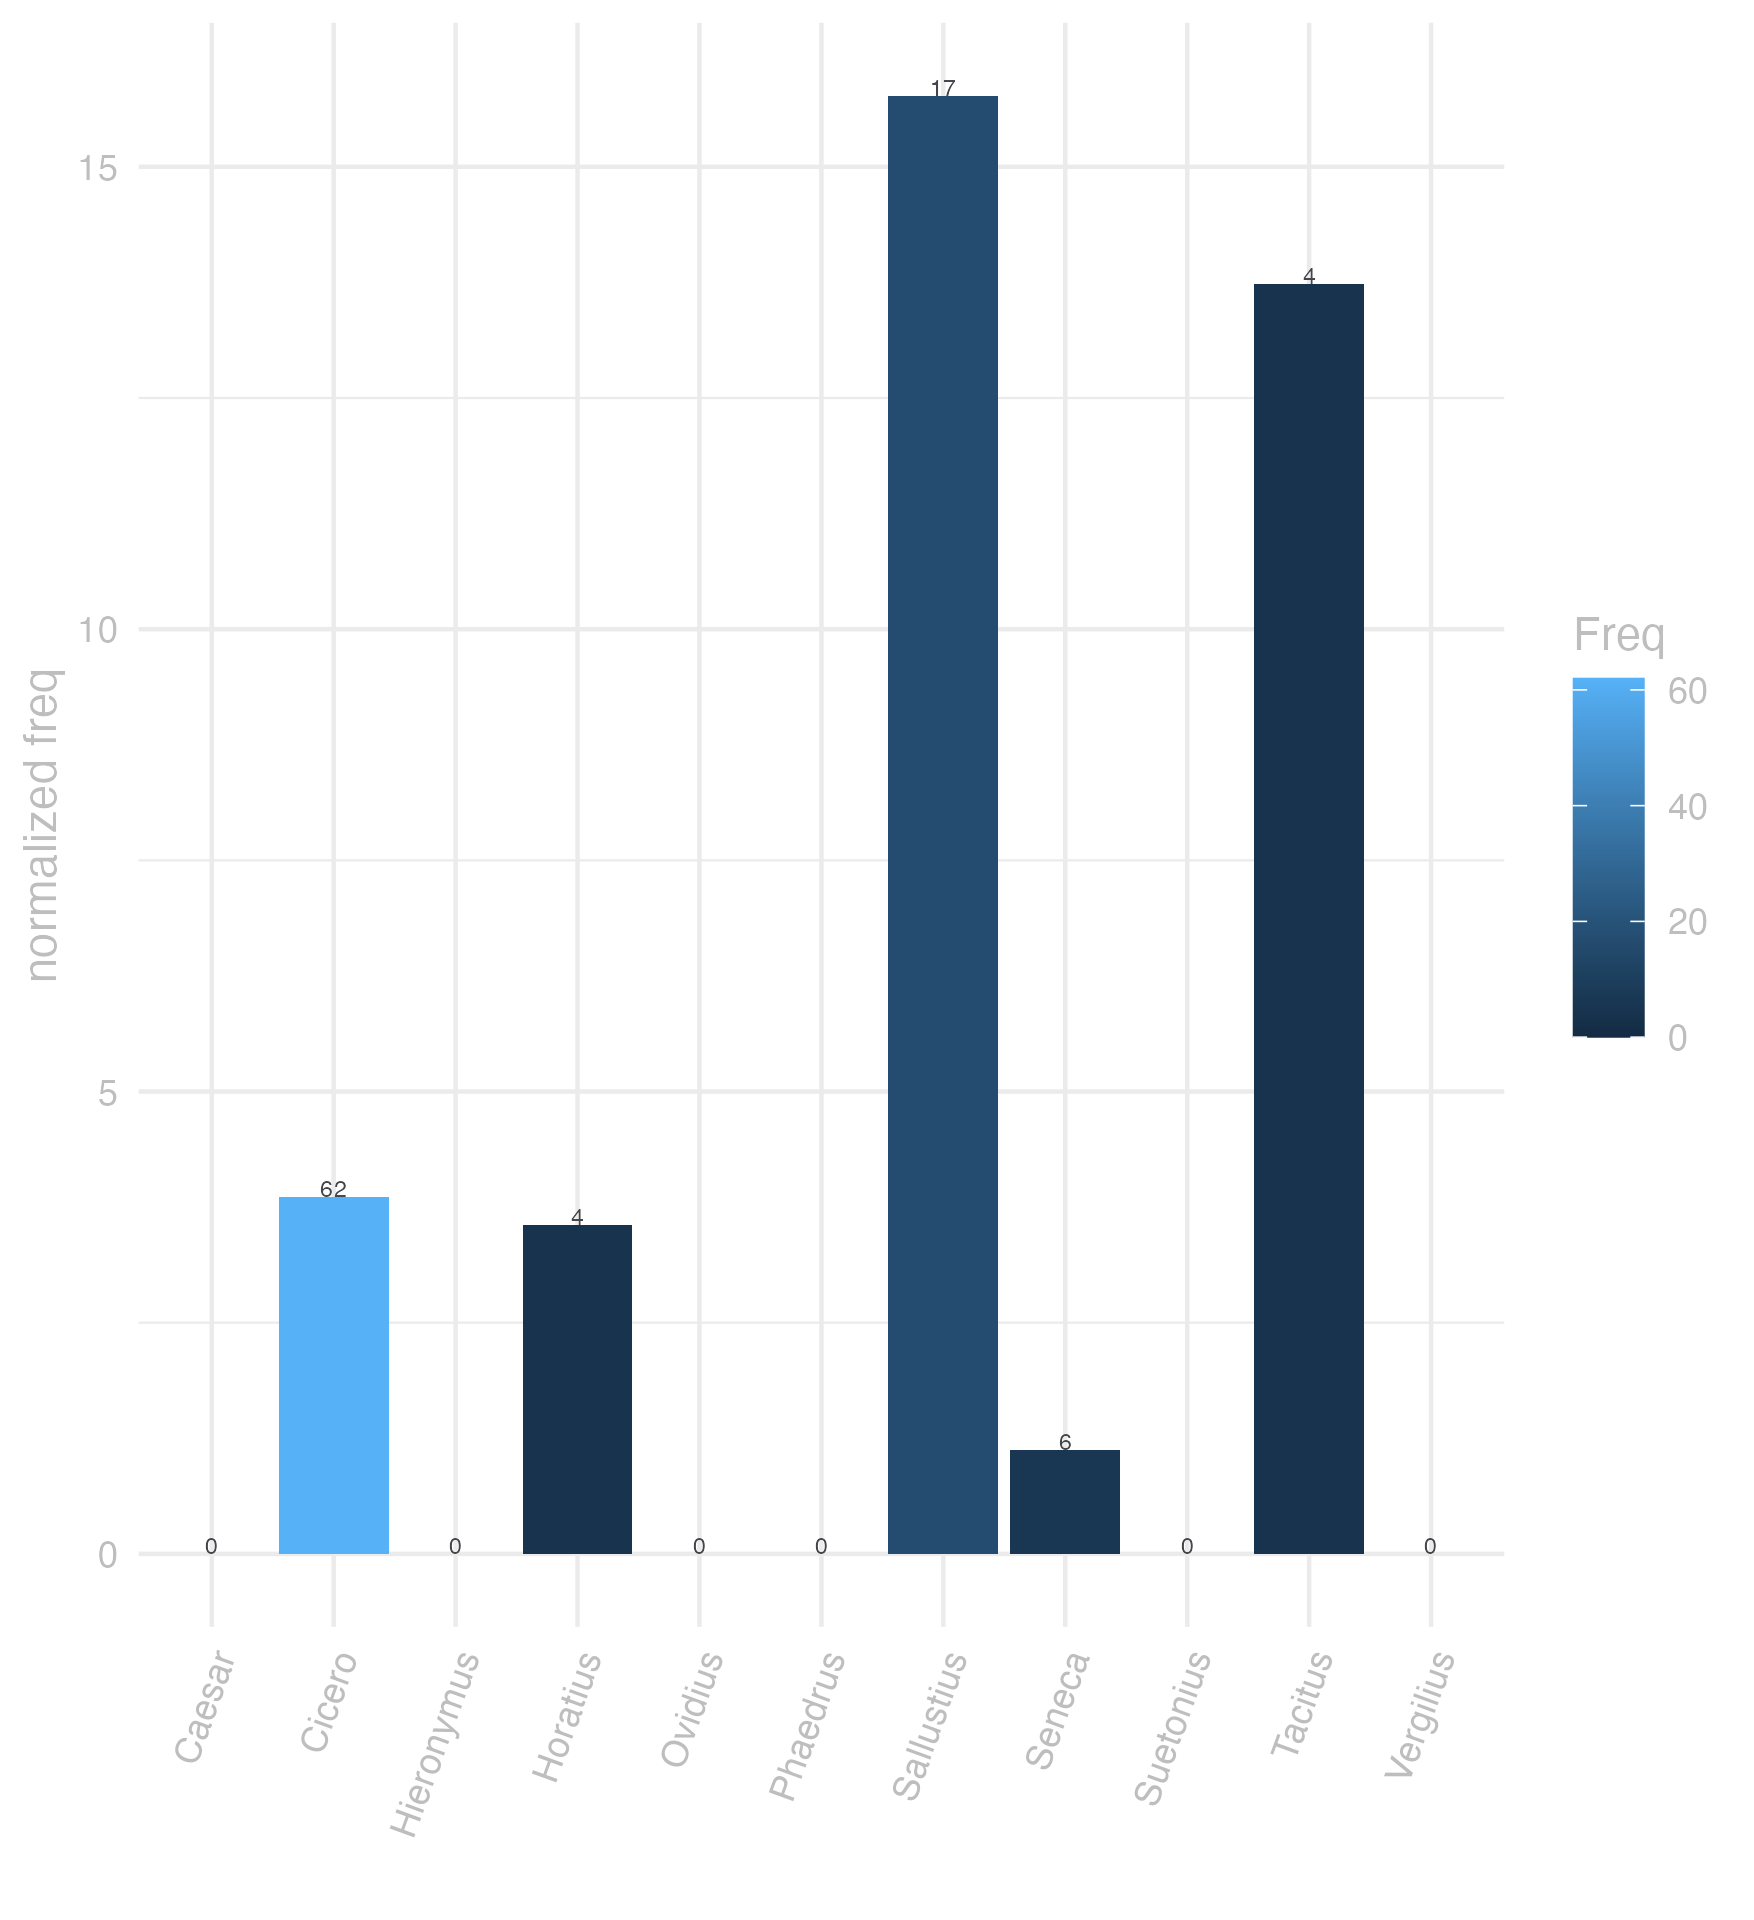 normalized freq
15
10
5
0
17
4
62
4
6
0
0
0
0
0
0
Caesar
Cicero
Hieronymus
Horatius
Ovidius
Phaedrus
Sallustius
Seneca
Suetonius
Tacitus
Vergilius
Freq
60
40
20
0